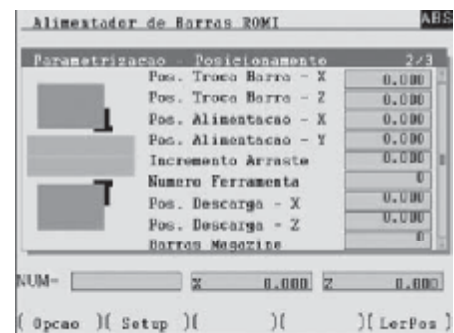 Alimentador de Barras ROMI ABS
Parametrizacao - Posicionamento 2/3
Pos. Troca Barra - X 0.000
Pos. Troca Barra - Z 0.000
Pos. Alimentacao - X 0.000
Pos. Alimentacao - Y 0.000
Incremento Arraste 0.000
Numero Ferramenta 0
Pos. Descarga - X 0.000
Pos. Descarga - Z 0.000
Barras Magazine 0
NUM= X 0.000 Z 0.000
( Opcao )( Setup )( )( )( LerPos )